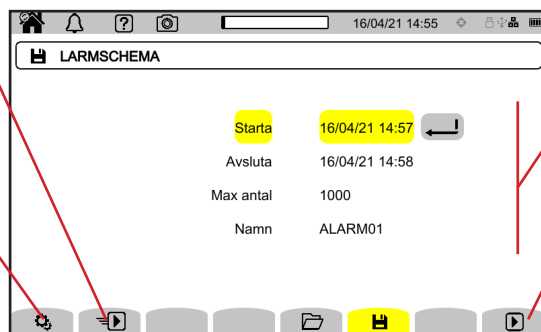 16/04/21 14:55
LARMSCHEMA
Starta 16/04/21 14:57
Avsluta 16/04/21 14:58
Max antal 1000
Namn ALARM01